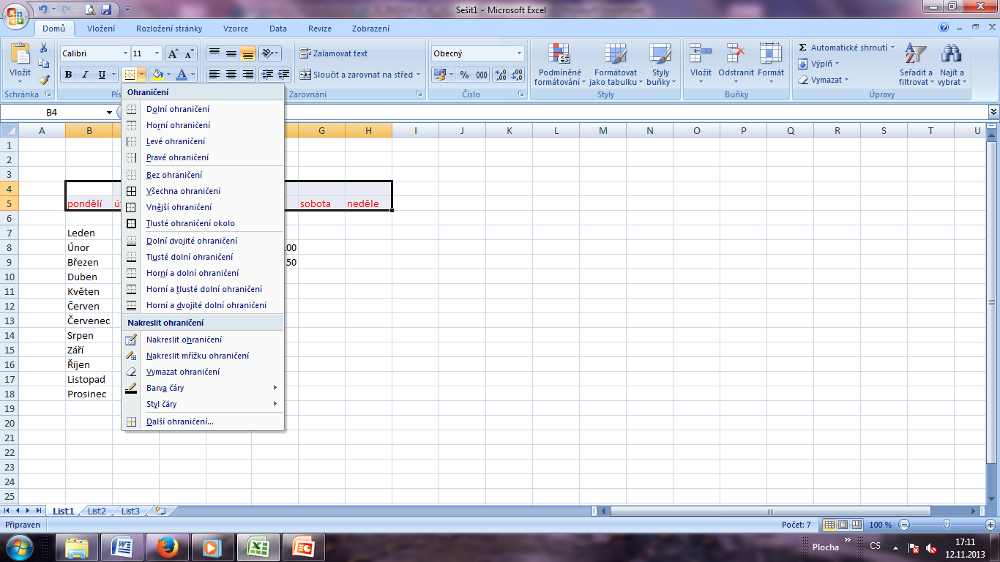 Sešit1 - Microsoft Excel
Domů Vložení Rozložení stránky Vzorce Data Revize Zobrazení
Vložit
Schránka
Calibri 11
B I U A
Zalamovat text
Sloučit a zarovnat na střed
Zarovnání
Obecný
% 000
Číslo
Podmíněné formátování
Formátovat jako tabulku
Styly buňky
Styly
Vložit Odstranit Formát
Buňky
Σ Automatické shrnutí
Výplň
Vymazat
Seřadit a filtrovat
Najít a vybrat
Úpravy
B4
A B G H I J K L M N O P Q R S T U
Ohraničení
Dolní ohraničení
Horní ohraničení
Levé ohraničení
Pravé ohraničení
Bez ohraničení
Všechna ohraničení
Vnější ohraničení
Tlusté ohraničení okolo
Dolní dvojité ohraničení
Tlusté dolní ohraničení
Horní a dolní ohraničení
Horní a tlusté dolní ohraničení
Horní a dvojité dolní ohraničení
Nakreslit ohraničení
Nakreslit ohraničení
Nakreslit mřížku ohraničení
Vymazat ohraničení
Barva čáry
Styl čáry
Další ohraničení...
1
2
3
4
5 pondělí sobota neděle
6
7 Leden
8 Únor
9 Březen 50
10 Duben
11 Květen
12 Červen
13 Červenec
14 Srpen
15 Září
16 Říjen
17 Listopad
18 Prosinec
19
20
21
22
23
24
25
List1 List2 List3
Připraven Počet: 7 100 %
Plocha » CS 17:11
12.11.2013